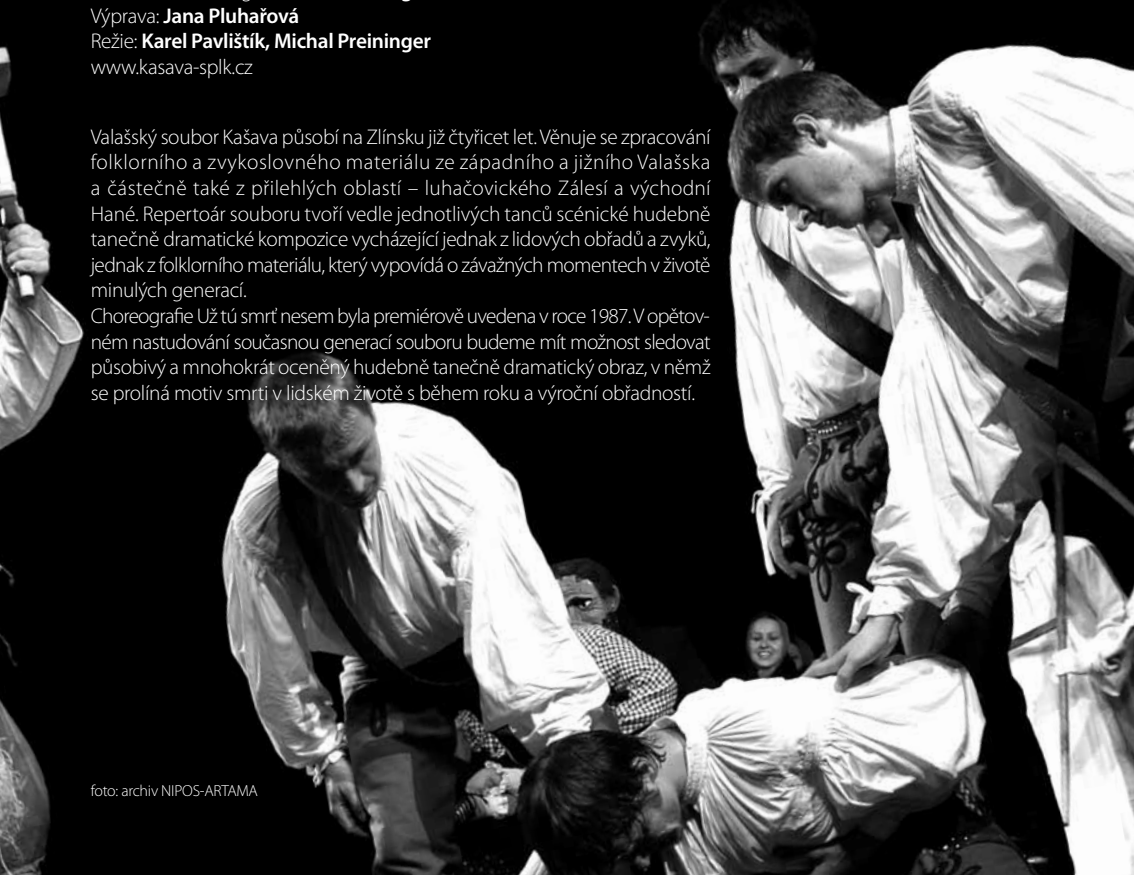 Výprava: Jana Pluhařová
Režie: Karel Pavlištík, Michal Preininger
www.kasava-splk.cz
Valašský soubor Kašava působí na Zlínsku již čtyřicet let. Věnuje se zpracování
folklorního a zvykoslovného materiálu ze západního a jižního Valašska
a částečně také z přilehlých oblastí – luhačovického Zálesí a východní
Hané. Repertoár souboru tvoří vedle jednotlivých tanců scénické hudebně
tanečně dramatické kompozice vycházející jednak z lidových obřadů a zvyků,
jednak z folklorního materiálu, který vypovídá o závažných momentech v životě
minulých generací.
Choreografie Už tú smrť nesem byla premiérově uvedena v roce 1987. V opětov-
ném nastudování současnou generací souboru budeme mít možnost sledovat
působivý a mnohokrát oceněný hudebně tanečně dramatický obraz, v němž
se prolíná motiv smrti v lidském životě s během roku a výroční obřadností.
foto: archiv NIPOS-ARTAMA